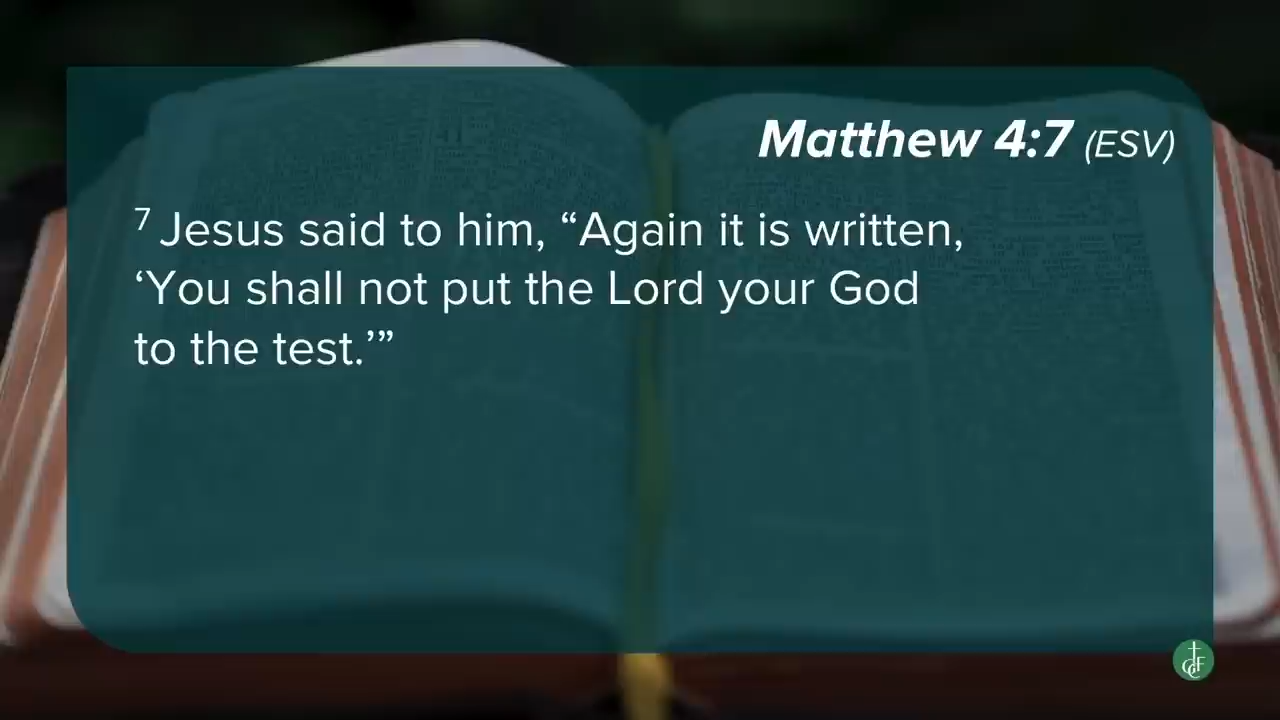 Matthew 4:7 (ESV)
7 Jesus said to him, “Again it is written,
‘You shall not put the Lord your God
to the test.’”